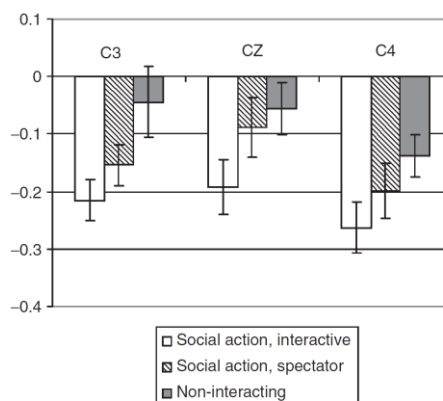 0.1
C3 CZ C4
0
−0.1
−0.2
−0.3
−0.4
Social action, interactive
Social action, spectator
Non-interacting